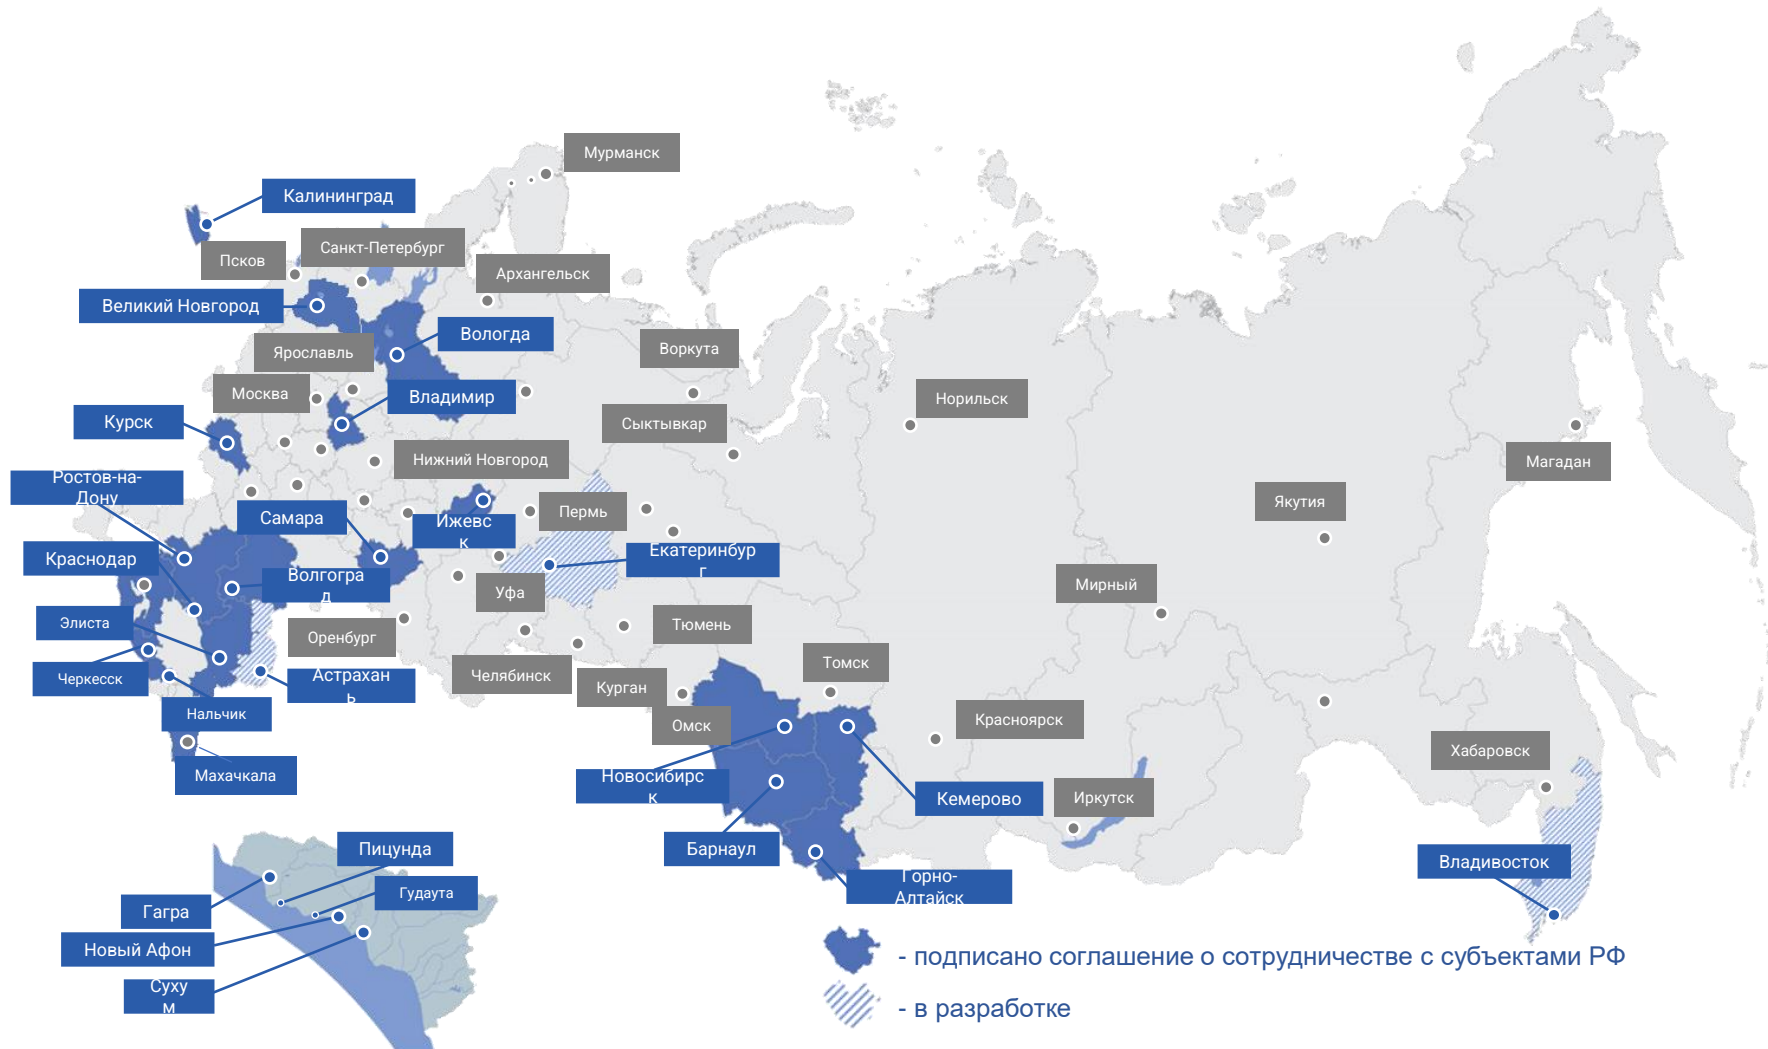 Мурманск
Калининград
Санкт-Петербург
Псков
Архангельск
Великий Новгород
Вологда
Ярославль
Воркута
Москва
Владимир
Норильск
Курск
Сыктывкар
Нижний Новгород
Магадан
Ростов-на-
Дону
Самара
Ижевс
к
Пермь
Якутия
Екатеринбур
г
Краснодар
Волгогра
д
Уфа
Мирный
Элиста
Оренбург
Тюмень
Томск
Черкесск
Астрахан
ь
Челябинск
Курган
Нальчик
Омск
Красноярск
Хабаровск
Махачкала
Новосибирс
к
Кемерово
Иркутск
Барнаул
Владивосток
Горно-
Алтайск
Пицунда
Гудаута
Гагра
Новый Афон
Суху
м
- подписано соглашение о сотрудничестве с субъектами РФ
- в разработке